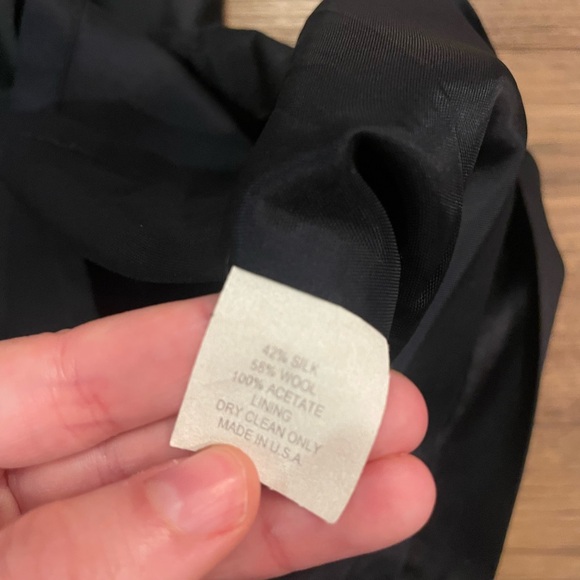 42% SILK
58% WOOL
100% ACETATE
LINING
DRY CLEAN ONLY
MADE IN U.S.A